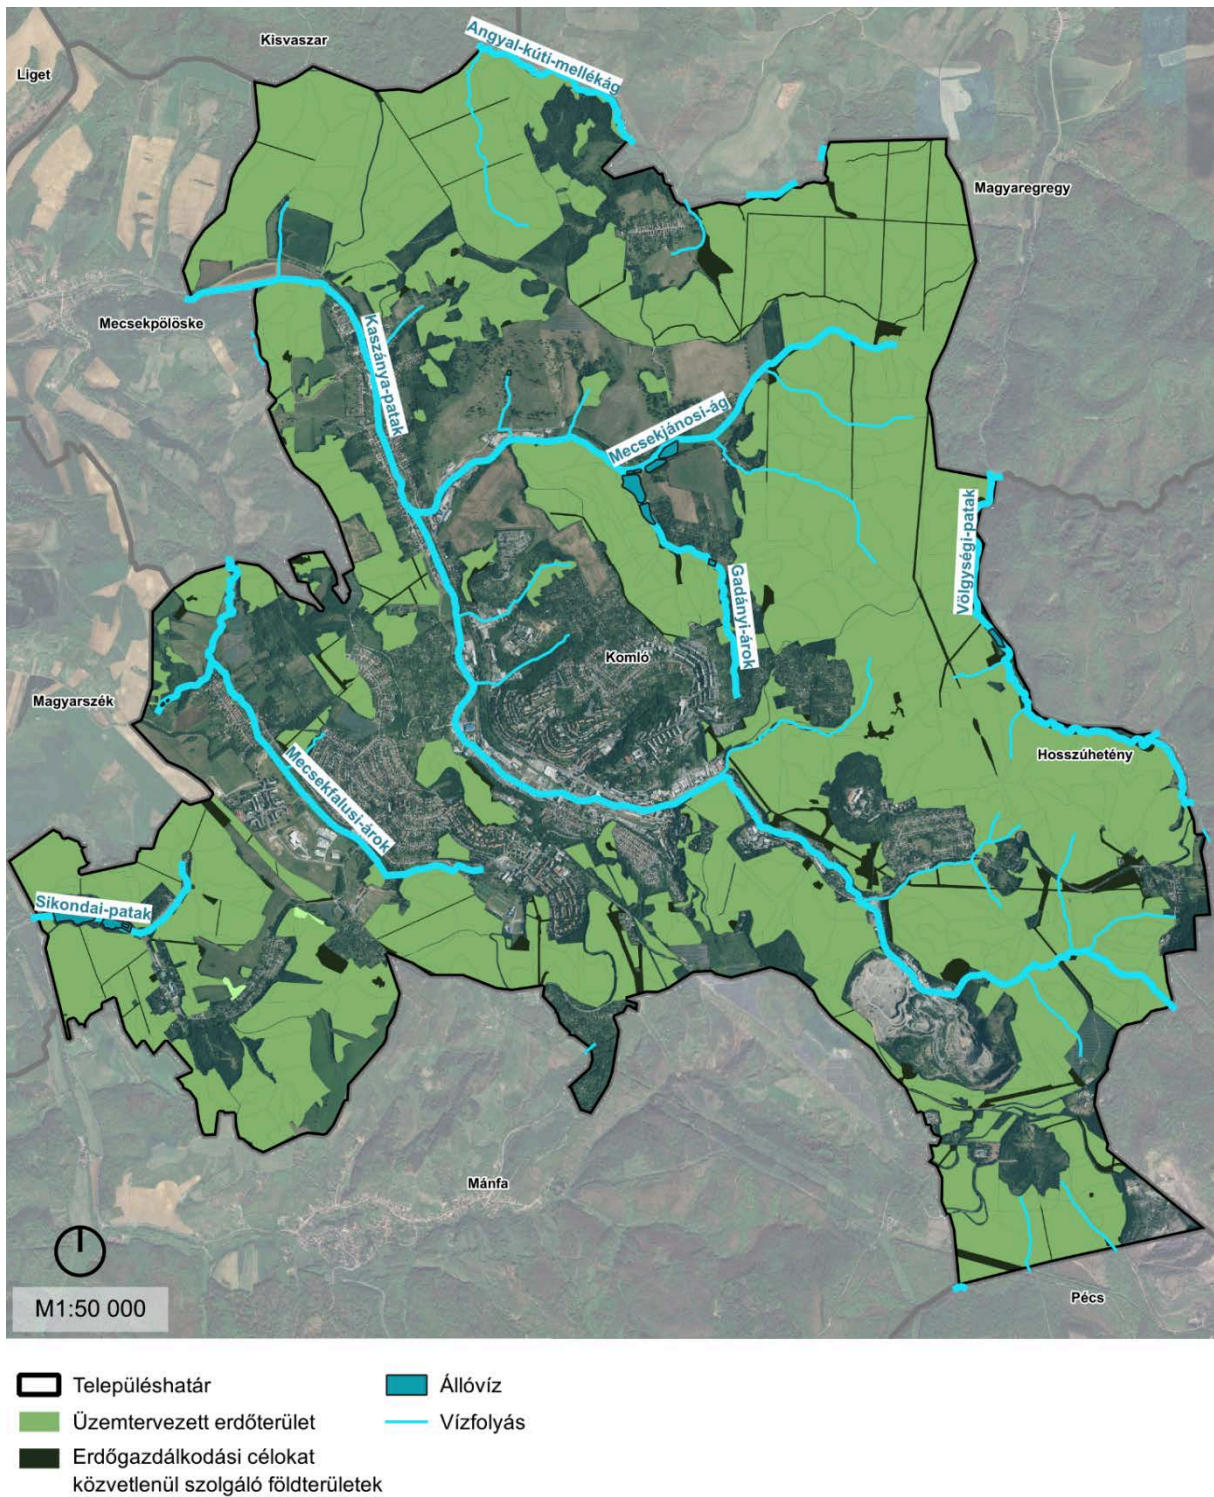 Kisvaszar
Angyal-kúti-mellékág
Liget
Magyaregregy
Mecsekpölöske
Kaszánya-patak
Mecsekjánosi-ág
Völgységi-patak
Gadányi-árok
Komló
Magyarszék
Mecsekfalusi-árok
Hosszúhetény
Sikondai-patak
Mánfa
Pécs
M1:50 000
Településhatár
Állóvíz
Üzemtervezett erdőterület
Vízfolyás
Erdőgazdálkodási célokat
közvetlenül szolgáló földterületek